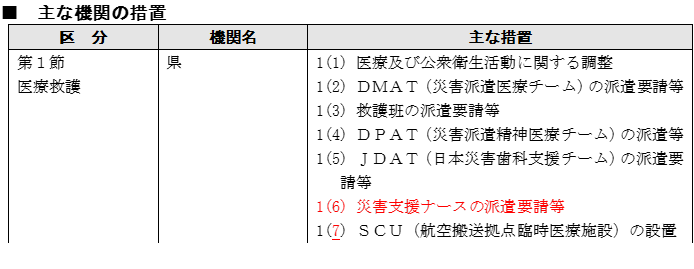 ■　主な機関の措置
区　分　機関名　主な措置
第１節　県　1(1)　医療及び公衆衛生活動に関する調整
医療救護　1(2)　ＤＭＡＴ（災害派遣医療チーム）の派遣要請等
1(3)　救護班の派遣要請等
1(4)　ＤＰＡＴ（災害派遣精神医療チーム）の派遣等
1(5)　ＪＤＡＴ（日本災害歯科支援チーム）の派遣要
請等
1(6)　災害支援ナースの派遣要請等
1(7)　ＳＣＵ（航空搬送拠点臨時医療施設）の設置